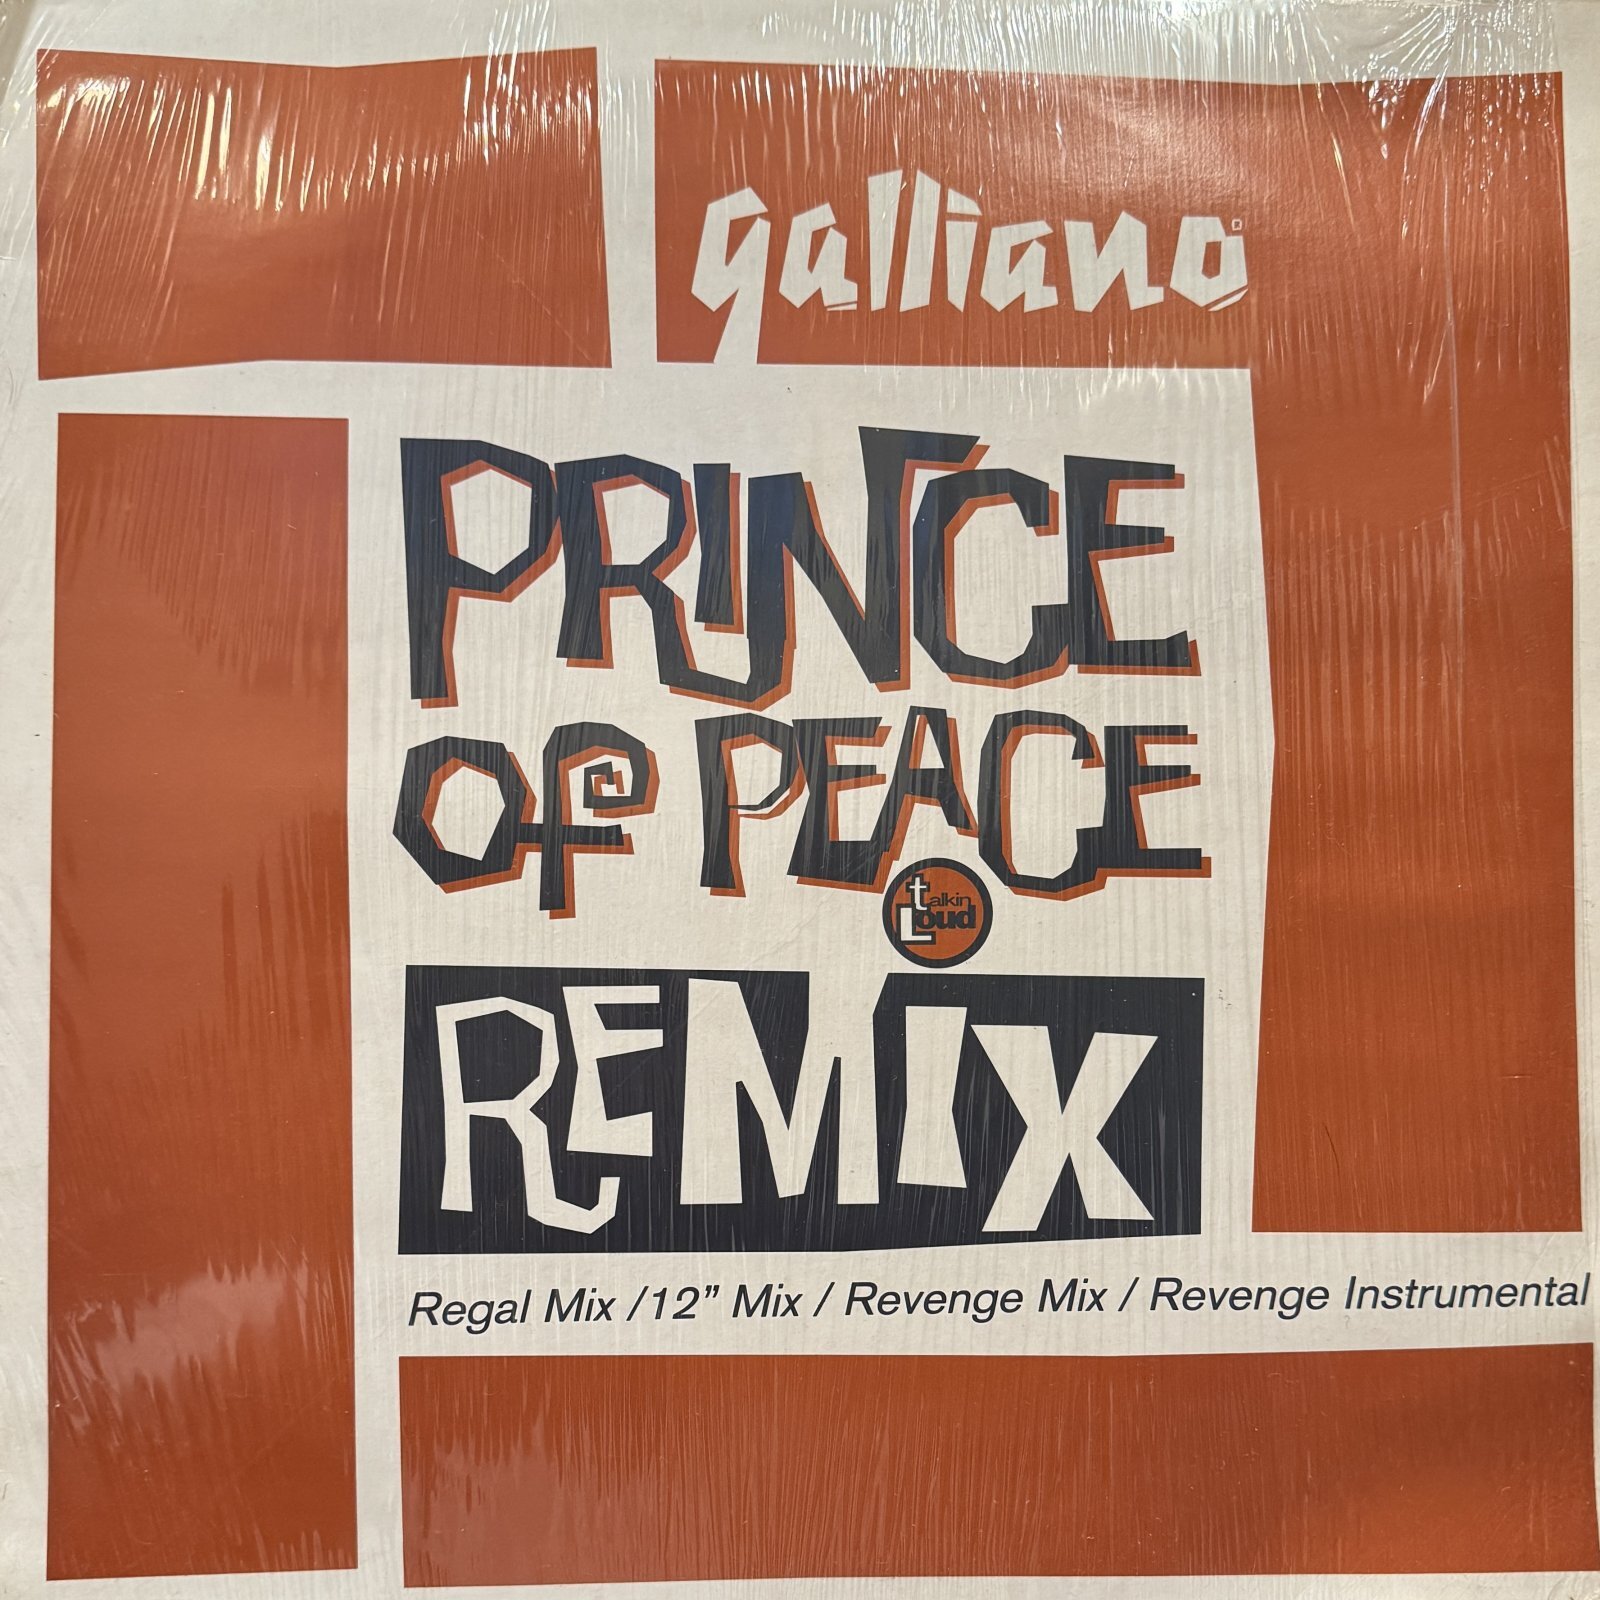 galliano
PRINCE
OF PEACE
talkin
Loud
REMIX
Regal Mix /12” Mix / Revenge Mix / Revenge Instrumental